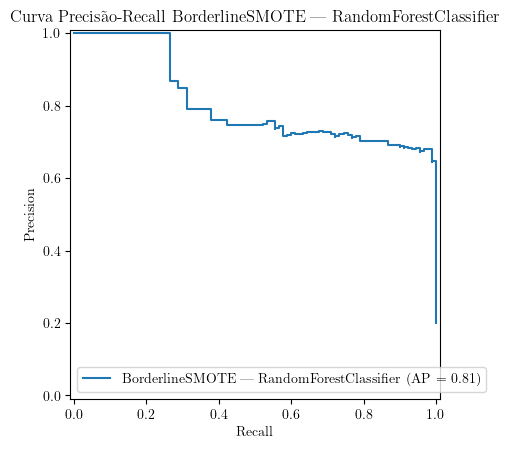 Curva Precisão-Recall BorderlineSMOTE — RandomForestClassifier
1.0
0.8
0.6
0.4
0.2
0.0
Precision
BorderlineSMOTE — RandomForestClassifier (AP = 0.81)
0.0 0.2 0.4 0.6 0.8 1.0
Recall